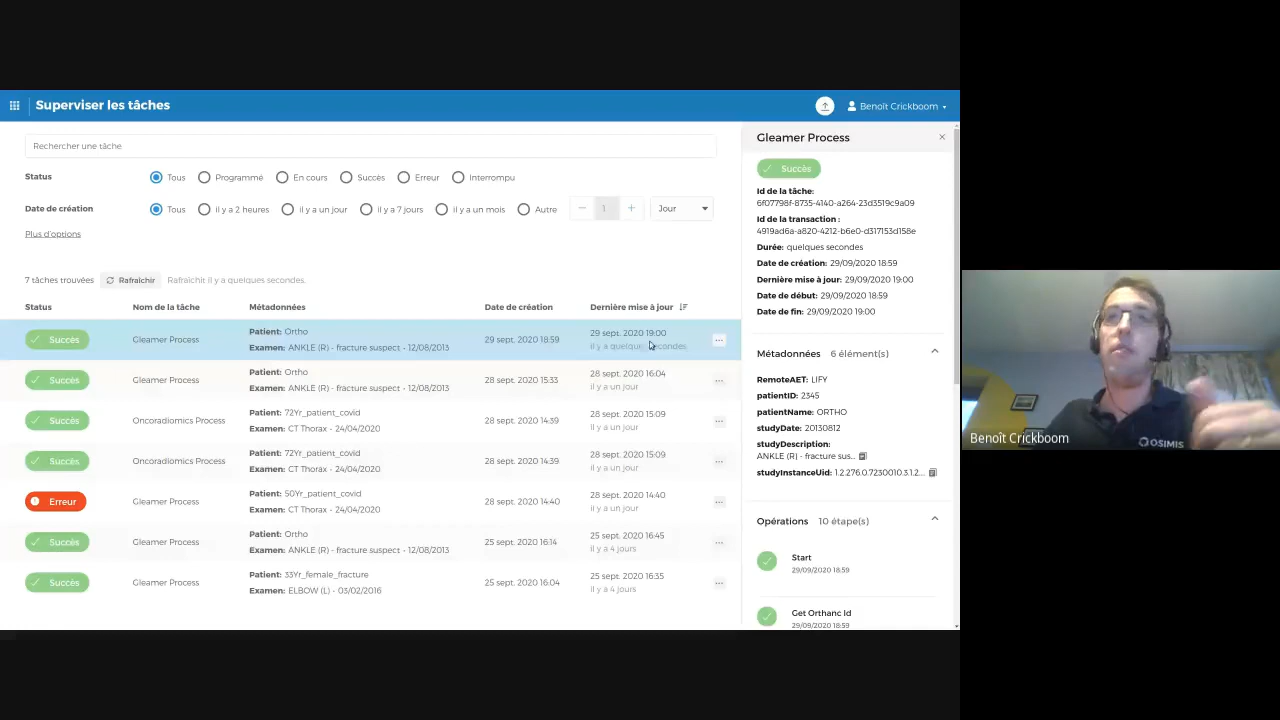 Superviser les tâches
Benoît Crickboom
Rechercher une tâche
Status
Tous
Programmé
En cours
Succès
Erreur
Interrompu
Date de création
Tous
il y a 2 heures
il y a un jour
il y a 7 jours
il y a un mois
Autre
1
Jour
Plus d'options
7 tâches trouvées
Rafraîchir
Rafraîchit il y a quelques secondes.
Status Nom de la tâche Métadonnées Date de création Dernière mise à jour
Succès Gleamer Process
Patient: Ortho
Examen: ANKLE (R) - fracture suspect - 12/08/2013
29 sept. 2020 18:59
29 sept. 2020 19:00
il y a quelques secondes
Succès Gleamer Process
Patient: Ortho
Examen: ANKLE (R) - fracture suspect - 12/08/2013
28 sept. 2020 15:33
28 sept. 2020 16:04
il y a un jour
Succès Oncoradiomics Process
Patient: 72Yr_patient_covid
Examen: CT Thorax - 24/04/2020
28 sept. 2020 14:39
28 sept. 2020 15:09
il y a un jour
Succès Oncoradiomics Process
Patient: 72Yr_patient_covid
Examen: CT Thorax - 24/04/2020
28 sept. 2020 14:39
28 sept. 2020 15:09
il y a un jour
Erreur Gleamer Process
Patient: 50Yr_patient_covid
Examen: CT Thorax - 24/04/2020
28 sept. 2020 14:40
28 sept. 2020 14:40
il y a un jour
Succès Gleamer Process
Patient: Ortho
Examen: ANKLE (R) - fracture suspect - 12/08/2013
25 sept. 2020 16:14
25 sept. 2020 16:45
il y a 4 jours
Succès Gleamer Process
Patient: 33Yr_female_fracture
Examen: ELBOW (L) - 03/02/2016
25 sept. 2020 16:04
25 sept. 2020 16:35
il y a 4 jours
Gleamer Process
Succès
Id de la tâche:
6f07798f-8735-4140-a264-23d3519c9a09
Id de la transaction :
4919ad6a-a820-4212-b6e0-d317153d158e
Durée: quelques secondes
Date de création: 29/09/2020 18:59
Dernière mise à jour: 29/09/2020 19:00
Date de début: 29/09/2020 18:59
Date de fin: 29/09/2020 19:00
Métadonnées 6 élément(s)
RemoteAET: LIFY
patientID: 2345
patientName: ORTHO
studyDate: 20130812
studyDescription:
ANKLE (R) - fracture sus...
studyInstanceUid: 1.2.276.0.7230010.3.1.2...
Opérations 10 étape(s)
Start
29/09/2020 18:59
Get Orthanc Id
29/09/2020 18:59
OSIMIS
Benoît Crickboom